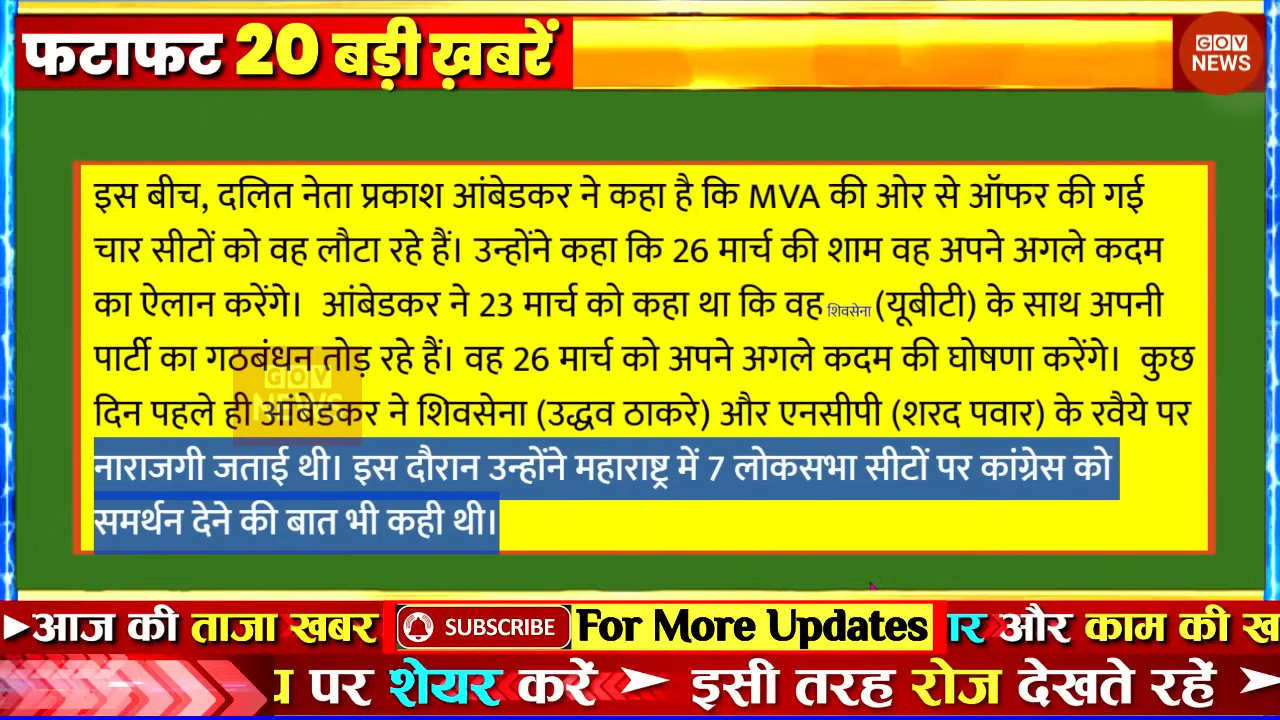 फटाफट 20 बड़ी ख़बरें
GOV
NEWS
इस बीच, दलित नेता प्रकाश आंबेडकर ने कहा है कि MVA की ओर से ऑफर की गई
चार सीटों को वह लौटा रहे हैं। उन्होंने कहा कि 26 मार्च की शाम वह अपने अगले कदम
का ऐलान करेंगे। आंबेडकर ने 23 मार्च को कहा था कि वह शिवसेना (यूबीटी) के साथ अपनी
पार्टी का गठबंधन तोड़ रहे हैं। वह 26 मार्च को अपने अगले कदम की घोषणा करेंगे। कुछ
दिन पहले ही आंबेडकर ने शिवसेना (उद्धव ठाकरे) और एनसीपी (शरद पवार) के रवैये पर
नाराजगी जताई थी। इस दौरान उन्होंने महाराष्ट्र में 7 लोकसभा सीटों पर कांग्रेस को
समर्थन देने की बात भी कही थी।
GOV
NEWS
आज की ताजा खबर SUBSCRIBE For More Updates और काम की
पर शेयर करें इसी तरह रोज देखते रहें